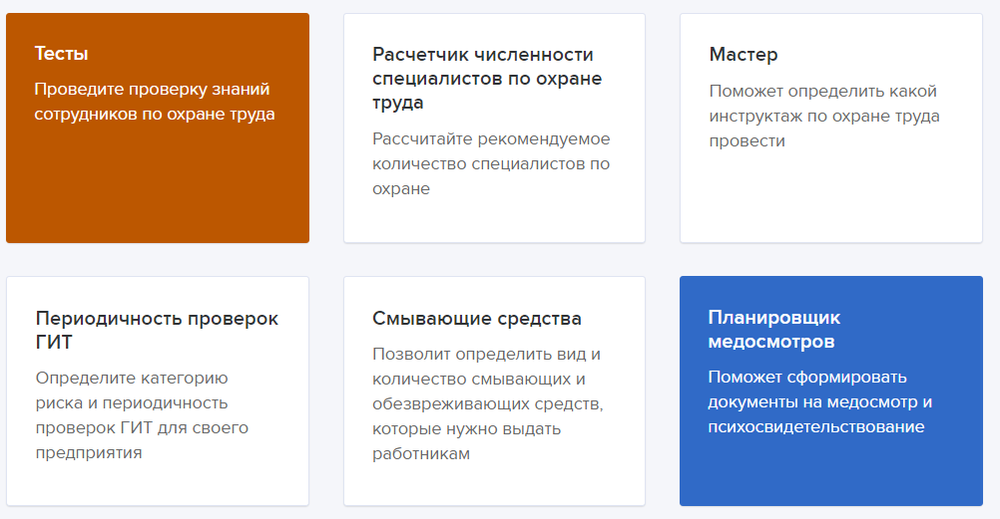 Тесты
Проведите проверку знаний
сотрудников по охране труда
Расчетчик численности
специалистов по охране
труда
Рассчитайте рекомендуемое
количество специалистов по
охране
Мастер
Поможет определить какой
инструктаж по охране труда
провести
Периодичность проверок
ГИТ
Определите категорию
риска и периодичность
проверок ГИТ для своего
предприятия
Смывающие средства
Позволит определить вид и
количество смывающих и
обезвреживающих средств,
которые нужно выдать
работникам
Планировщик
медосмотров
Поможет сформировать
документы на медосмотр и
психосвидетельствование